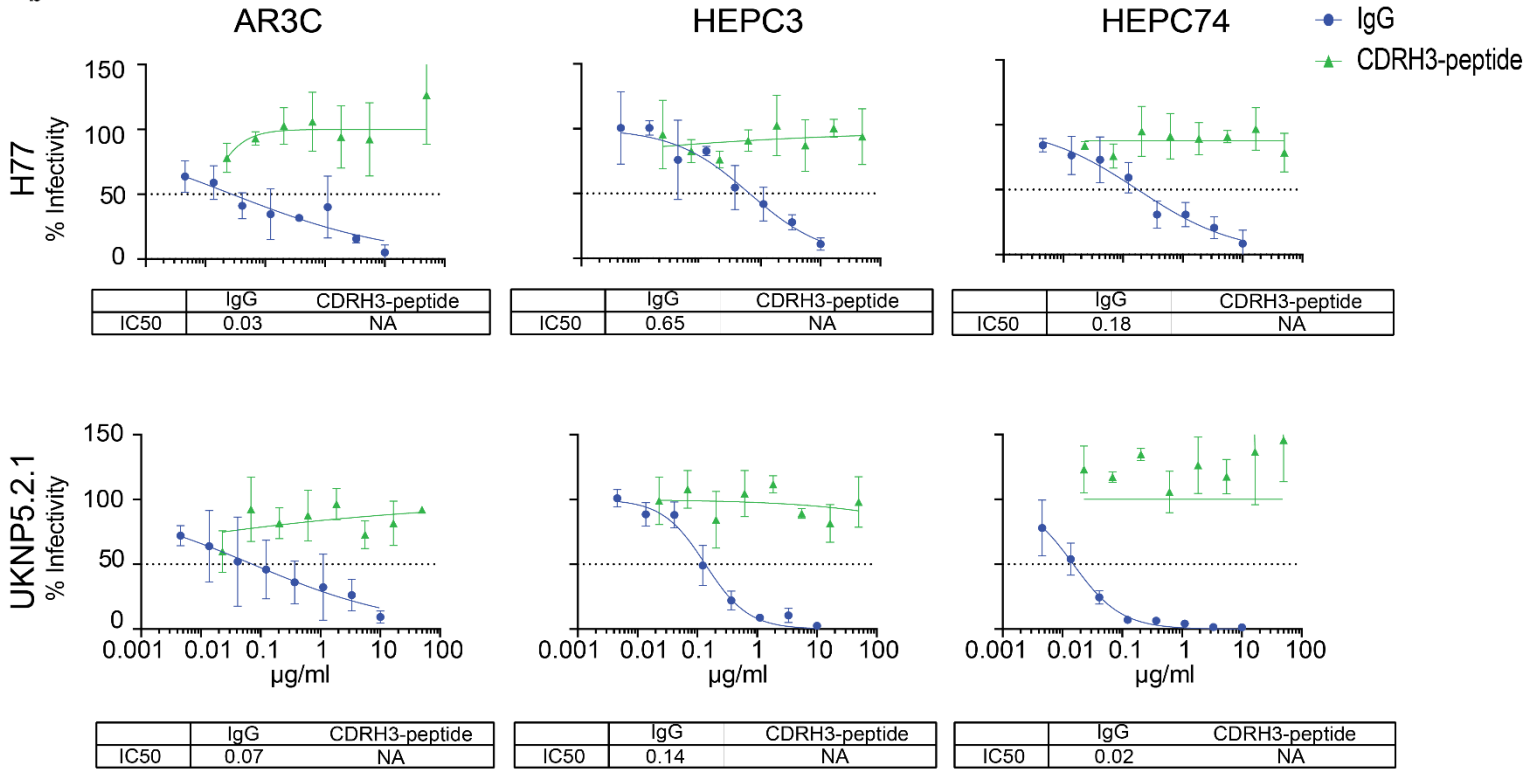 AR3C
HEPC3
HEPC74
IgG
CDRH3-peptide
H77
% Infectivity
150
100
50
0
IgG CDRH3-peptide
IC50 0.03 NA
IgG CDRH3-peptide
IC50 0.65 NA
IgG CDRH3-peptide
IC50 0.18 NA
UKNP5.2.1
% Infectivity
150
100
50
0
0.001 0.01 0.1 1 10 100
µg/ml
0.001 0.01 0.1 1 10 100
µg/ml
0.001 0.01 0.1 1 10 100
µg/ml
IgG CDRH3-peptide
IC50 0.07 NA
IgG CDRH3-peptide
IC50 0.14 NA
IgG CDRH3-peptide
IC50 0.02 NA